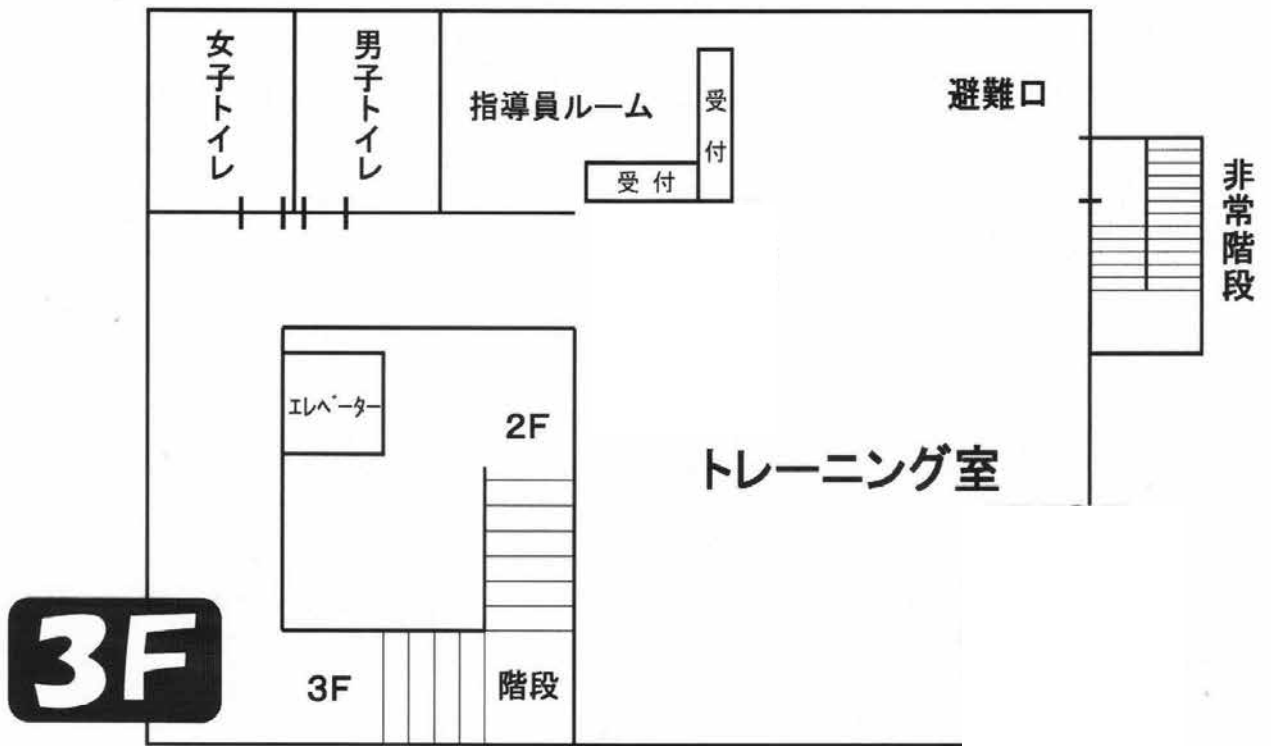 女子トイレ
男子トイレ
指導員ルーム
受付
受付
避難口
非常階段
エレベーター
2F
トレーニング室
3F
3F
階段